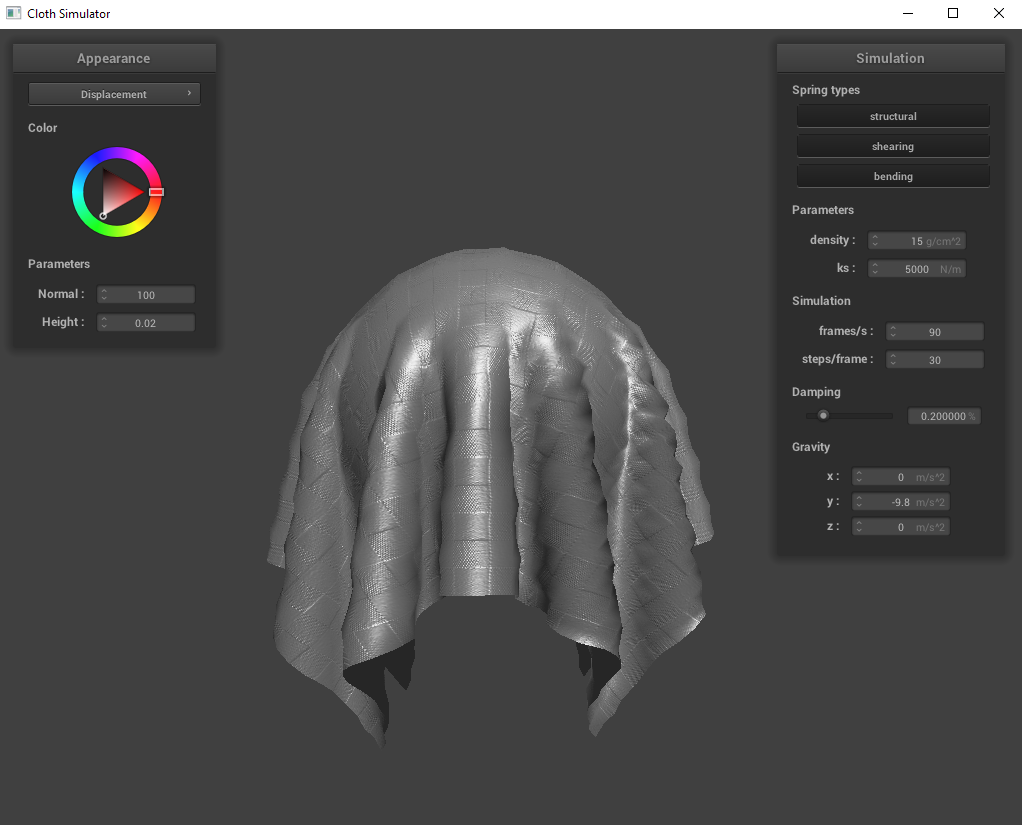 Cloth Simulator
Appearance
Displacement
Color
Parameters
Normal : 100
Height : 0.02
Simulation
Spring types
structural
shearing
bending
Parameters
density : 15 g/cm^2
ks : 5000 N/m
Simulation
frames/s : 90
steps/frame : 30
Damping
0.200000 %
Gravity
x : 0 m/s^2
y : -9.8 m/s^2
z : 0 m/s^2